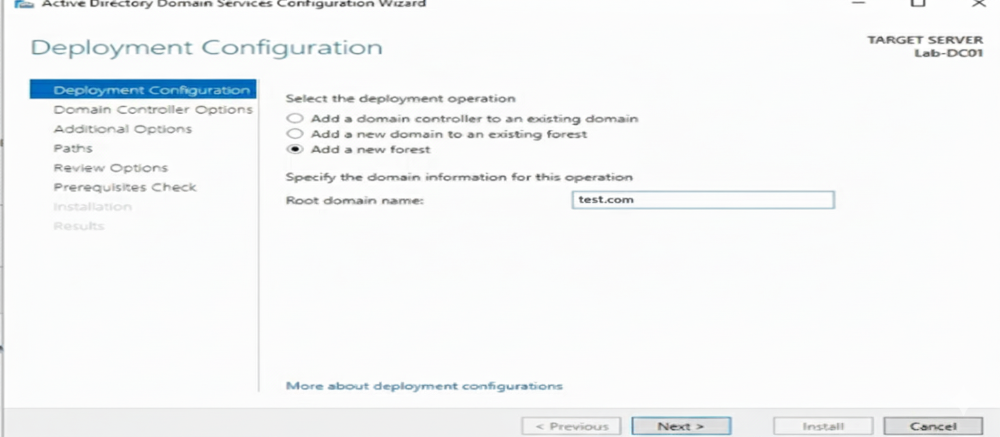 Active Directory Domain Services Configuration Wizard
Deployment Configuration
TARGET SERVER
Lab-DC01
Deployment Configuration
Domain Controller Options
Additional Options
Paths
Review Options
Prerequisites Check
Installation
Results
Select the deployment operation
Add a domain controller to an existing domain
Add a new domain to an existing forest
Add a new forest
Specify the domain information for this operation
Root domain name: test.com
More about deployment configurations
< Previous Next > Install Cancel